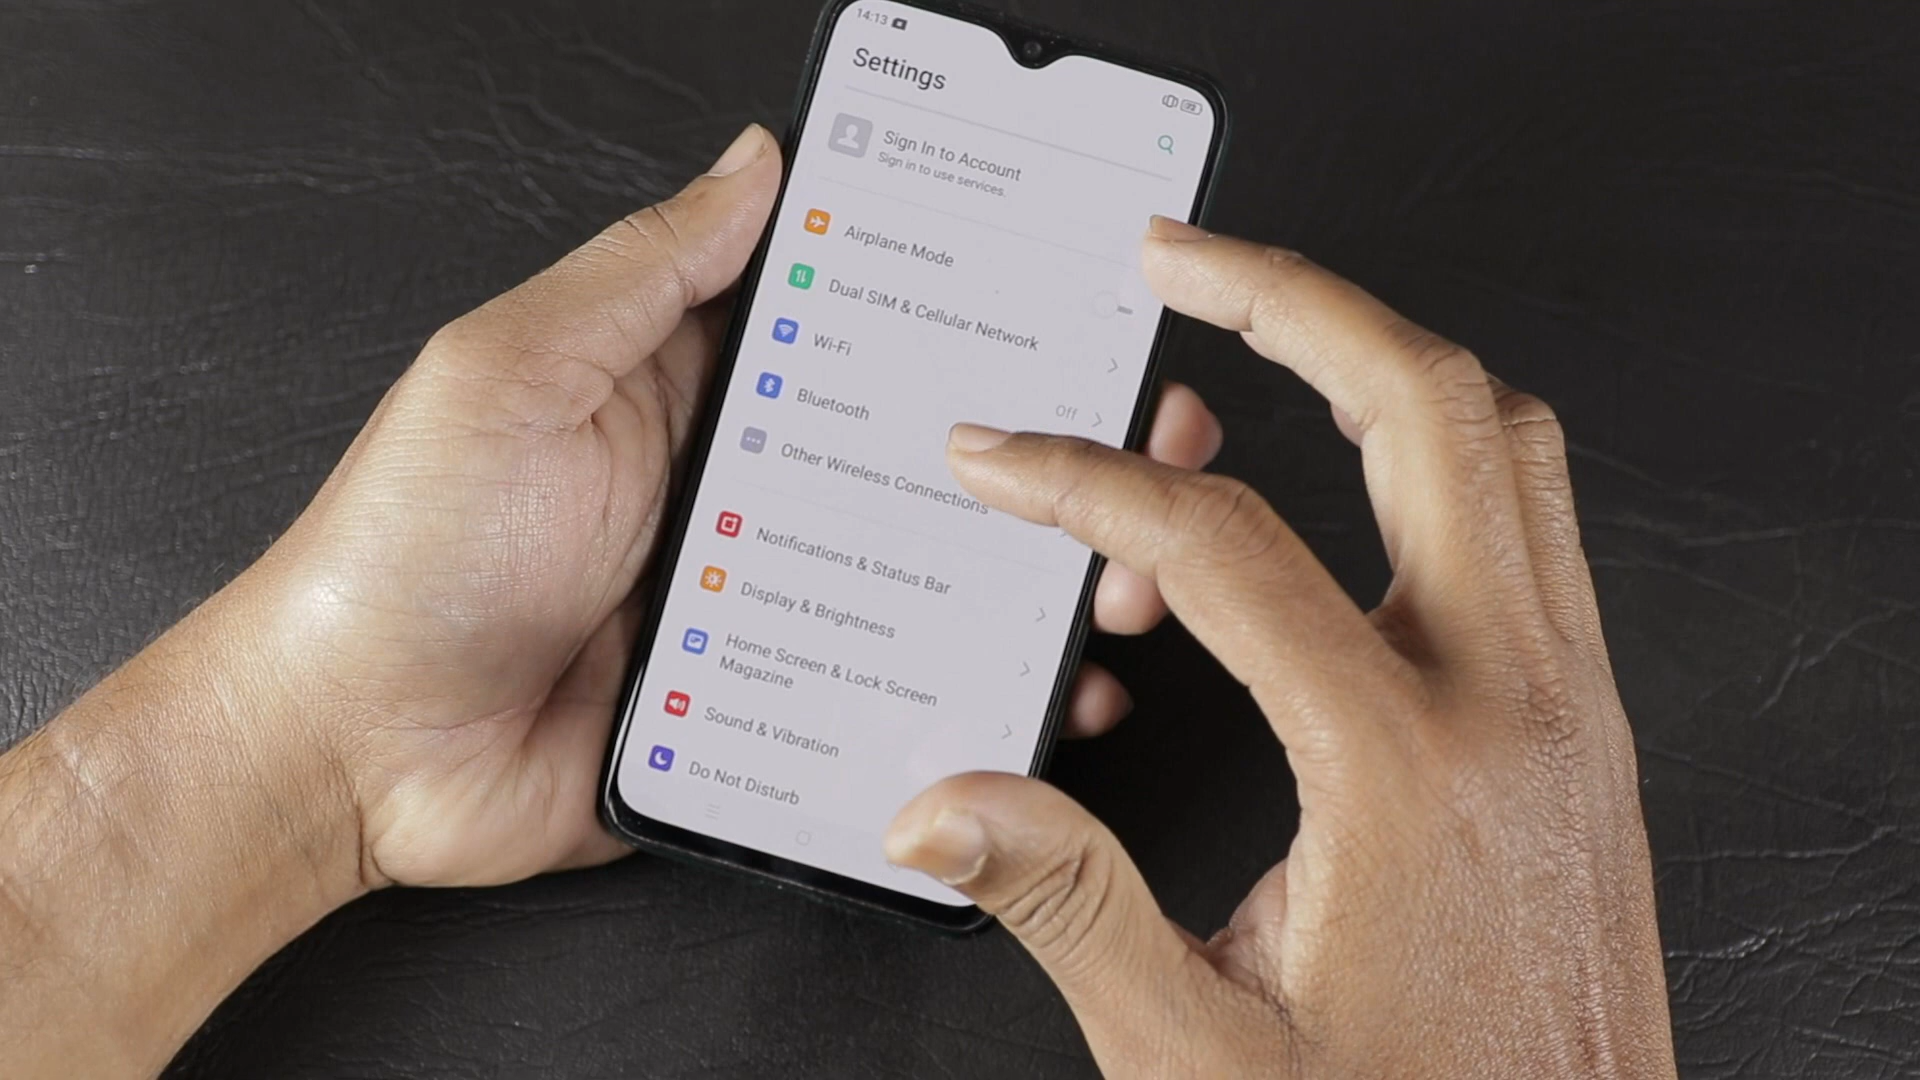 14:13
Settings
Sign In to Account
Sign in to use services.
Airplane Mode
Dual SIM & Cellular Network
Wi-Fi
Off
Bluetooth
Other Wireless Connections
Notifications & Status Bar
Display & Brightness
Home Screen & Lock Screen
Magazine
Sound & Vibration
Do Not Disturb